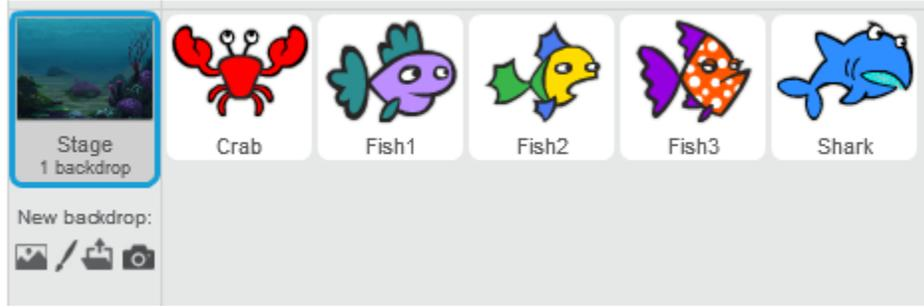 Stage
1 backdrop
New backdrop:
Crab
Fish1
Fish2
Fish3
Shark